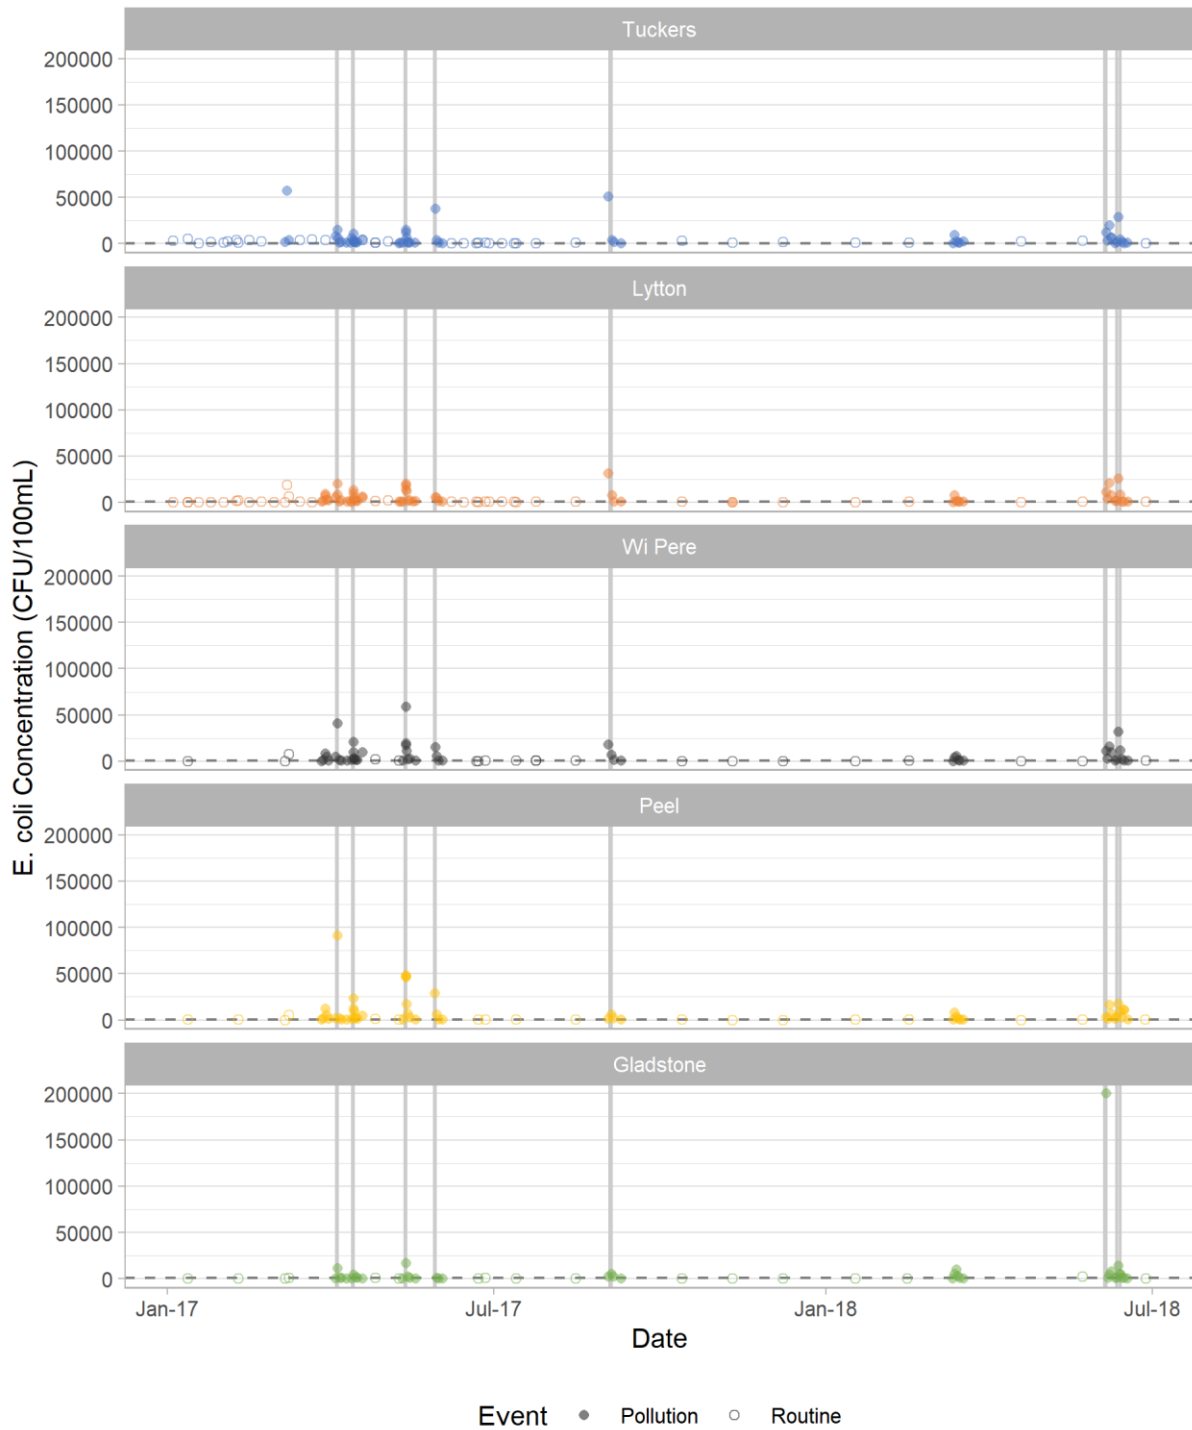 Tuckers
200000
150000
100000
50000
0
Lytton
200000
150000
100000
50000
0
Wi Pere
200000
150000
100000
50000
0
Peel
200000
150000
100000
50000
0
Gladstone
200000
150000
100000
50000
0
E. coli Concentration (CFU/100mL)
Jan-17 Jul-17 Jan-18 Jul-18
Date
Event Pollution Routine